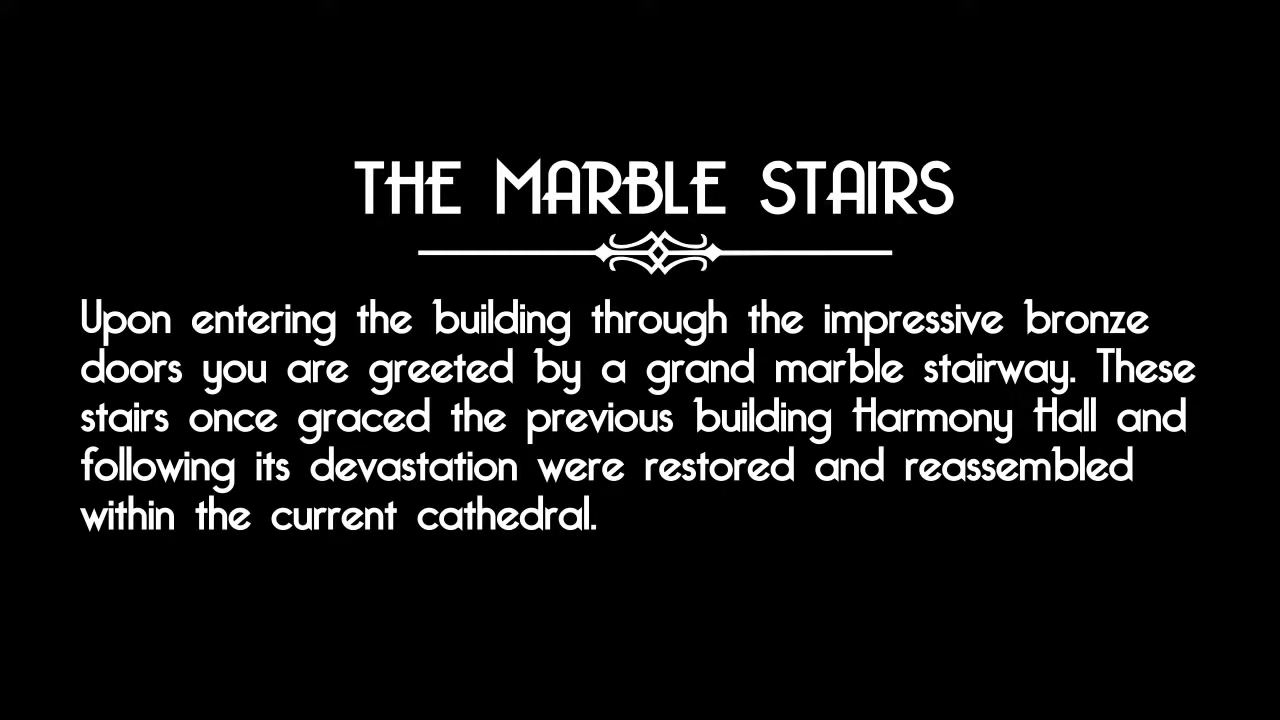 THE MARBLE STAIRS
Upon entering the building through the impressive bronze
doors you are greeted by a grand marble stairway. These
stairs once graced the previous building Harmony Hall and
following its devastation were restored and reassembled
within the current cathedral.